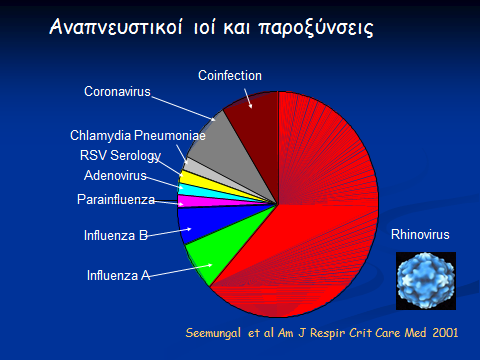 Αναπνευστικοί ιοί και παροξύνσεις
Coinfection
Coronavirus
Chlamydia Pneumoniae
RSV Serology
Adenovirus
Parainfluenza
Influenza B
Influenza A
Rhinovirus
Seemungal et al Am J Respir Crit Care Med 2001